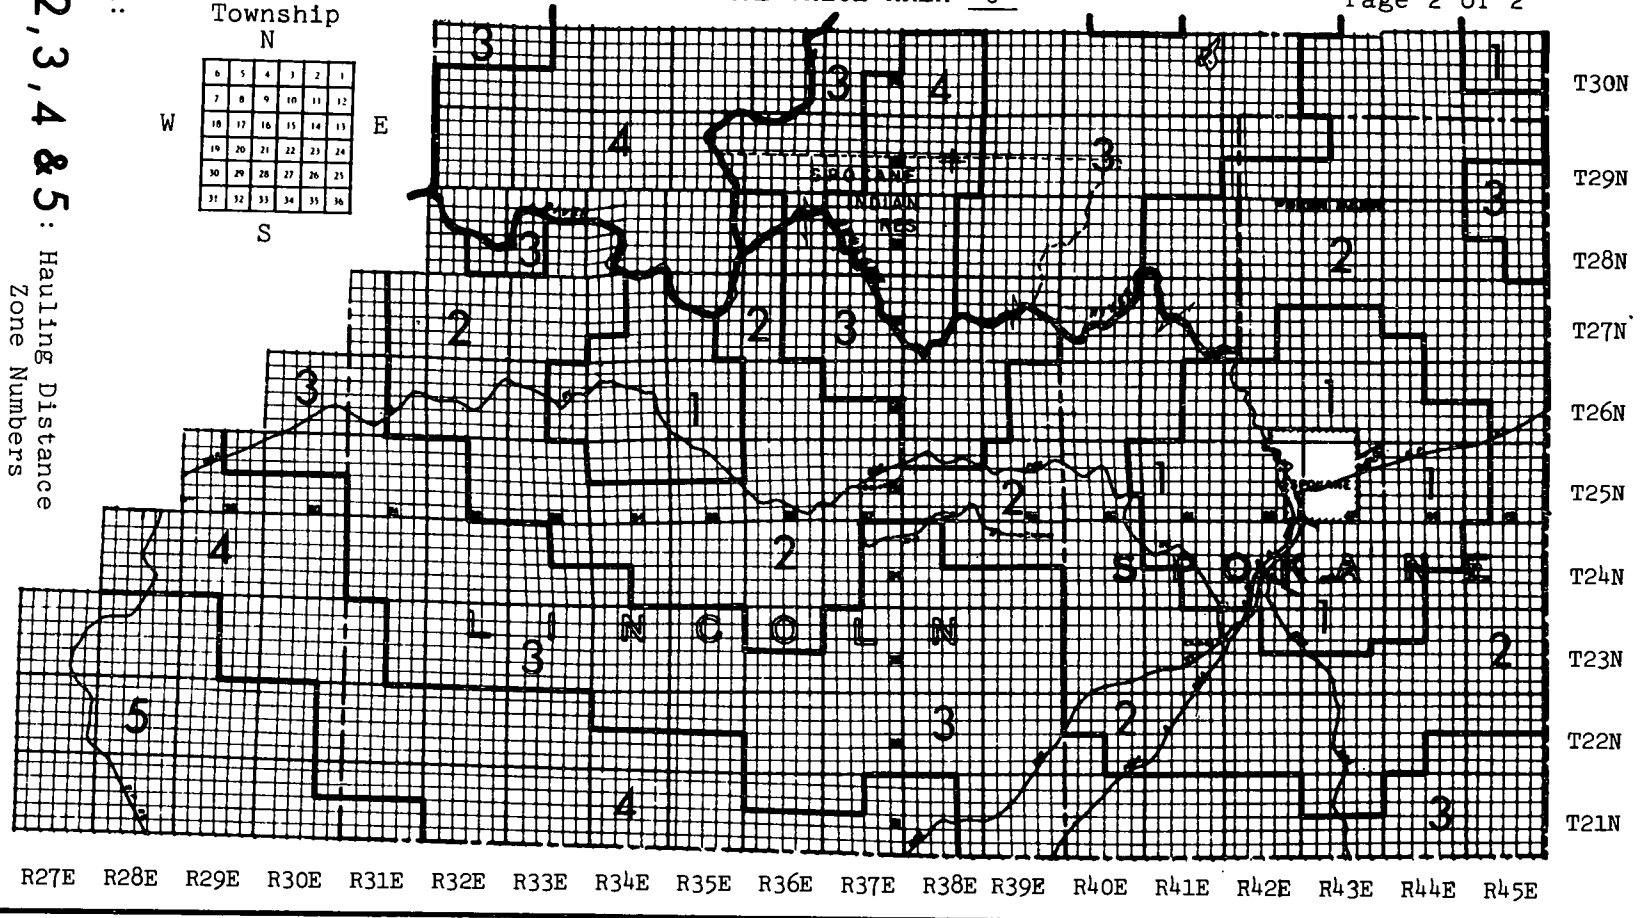 Page 2 of 2
Township
N
6 5 4 3 2 1
7 8 9 10 11 12
W 18 17 16 15 14 13 E
19 20 21 22 23 24
30 29 28 27 26 25
31 32 33 34 35 36
S
2,3,4 & 5: Hauling Distance
Zone Numbers
3
3
4
1
T30N
4
3
SPOKANE
T29N
INDIAN
RES
3
3
2
T28N
2
2
3
T27N
3
1
1
T26N
2
1
SPOKANE
1
T25N
4
2
SPOKANE
T24N
LINCOLN
3
1
2
T23N
5
3
2
T22N
4
3
T21N
R27E R28E R29E R30E R31E R32E R33E R34E R35E R36E R37E R38E R39E R40E R41E R42E R43E R44E R45E